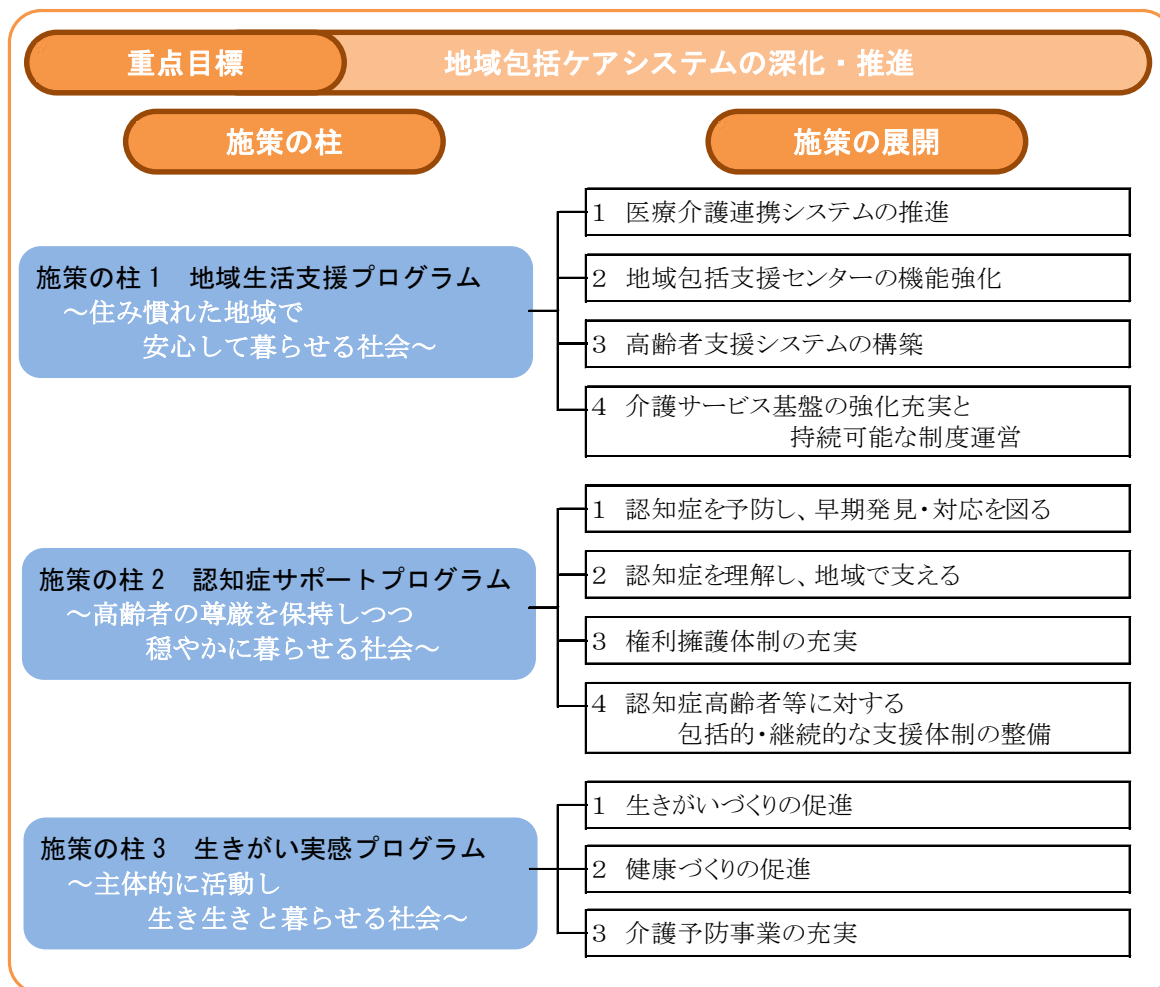 重点目標
地域包括ケアシステムの深化・推進
施策の柱
施策の展開
施策の柱1 地域生活支援プログラム
～住み慣れた地域で
安心して暮らせる社会～
1 医療介護連携システムの推進
2 地域包括支援センターの機能強化
3 高齢者支援システムの構築
4 介護サービス基盤の強化充実と
持続可能な制度運営
施策の柱2 認知症サポートプログラム
～高齢者の尊厳を保持しつつ
穏やかに暮らせる社会～
1 認知症を予防し、早期発見・対応を図る
2 認知症を理解し、地域で支える
3 権利擁護体制の充実
4 認知症高齢者等に対する
包括的・継続的な支援体制の整備
施策の柱3 生きがい実感プログラム
～主体的に活動し
生き生きと暮らせる社会～
1 生きがいづくりの促進
2 健康づくりの促進
3 介護予防事業の充実